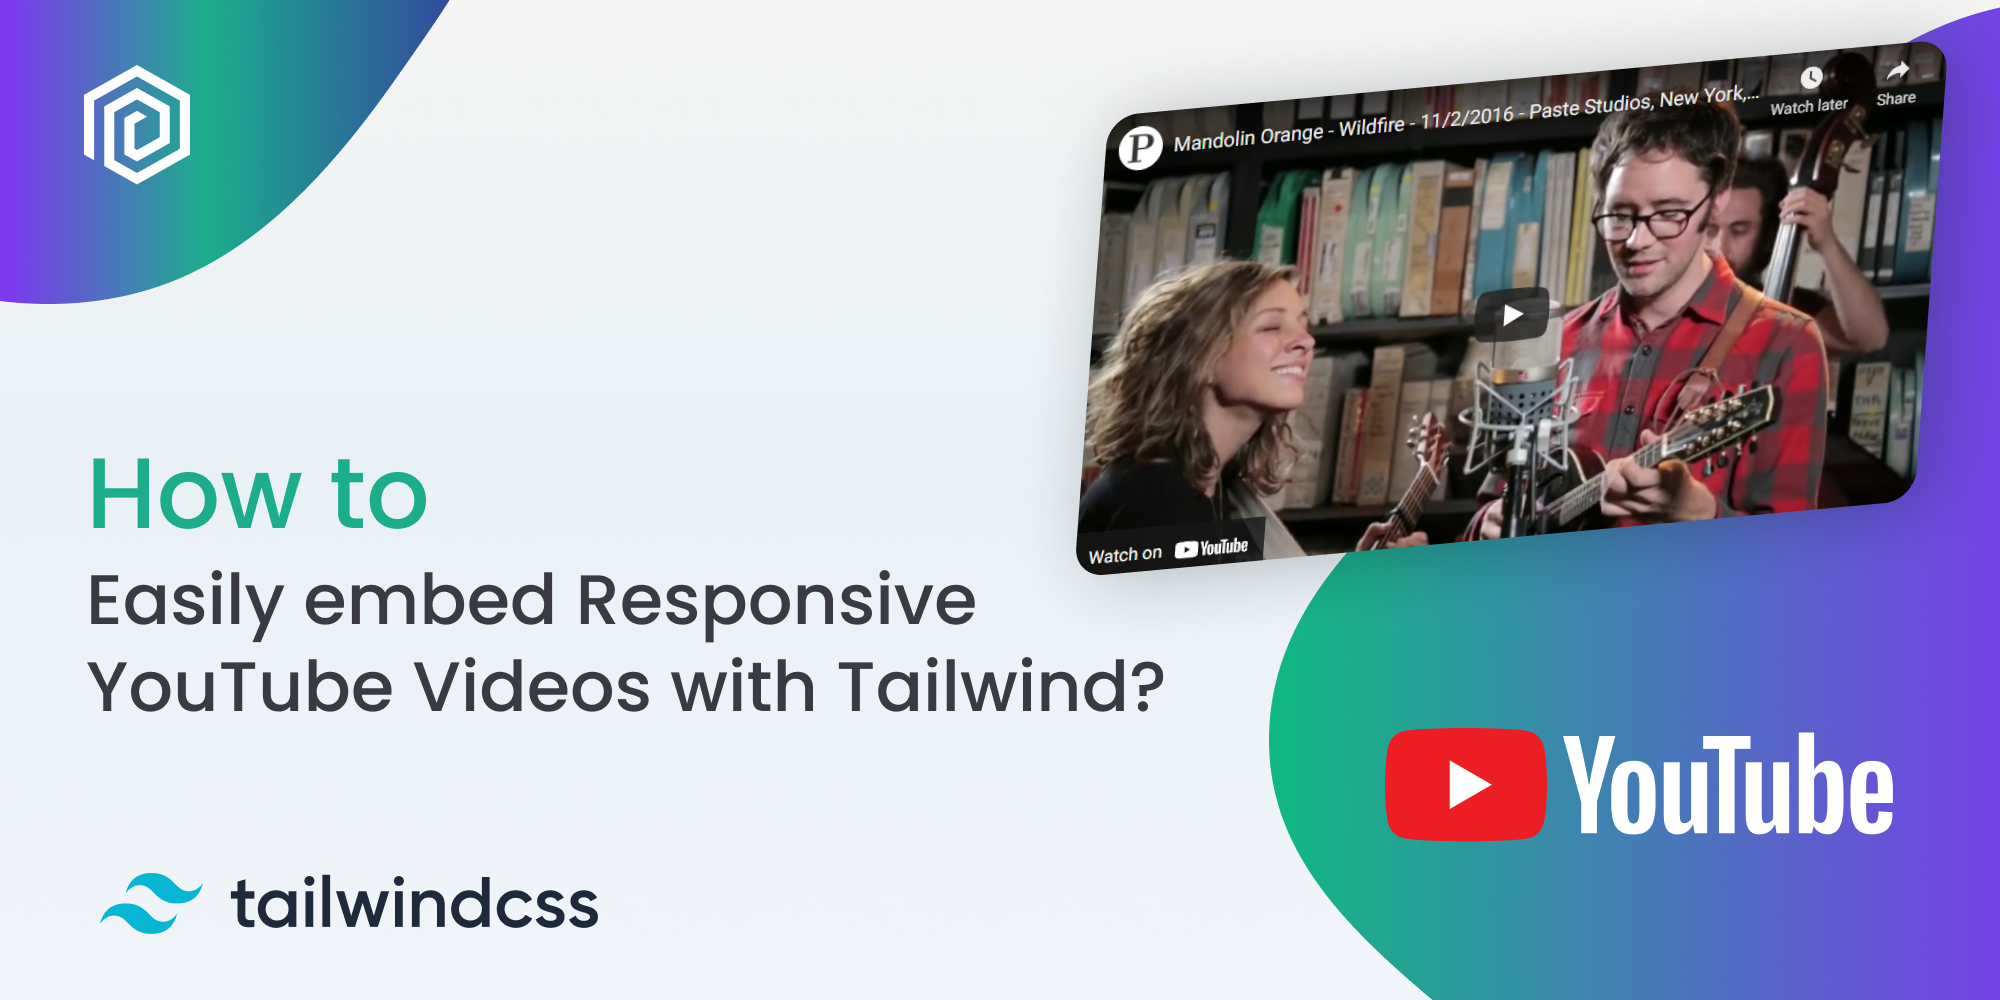 Mandolin Orange - Wildfire - 11/2/2016 - Paste Studios, New York,...
Watch later
Share
P
Watch on YouTube
How to
Easily embed Responsive
YouTube Videos with Tailwind?
YouTube
tailwindcss